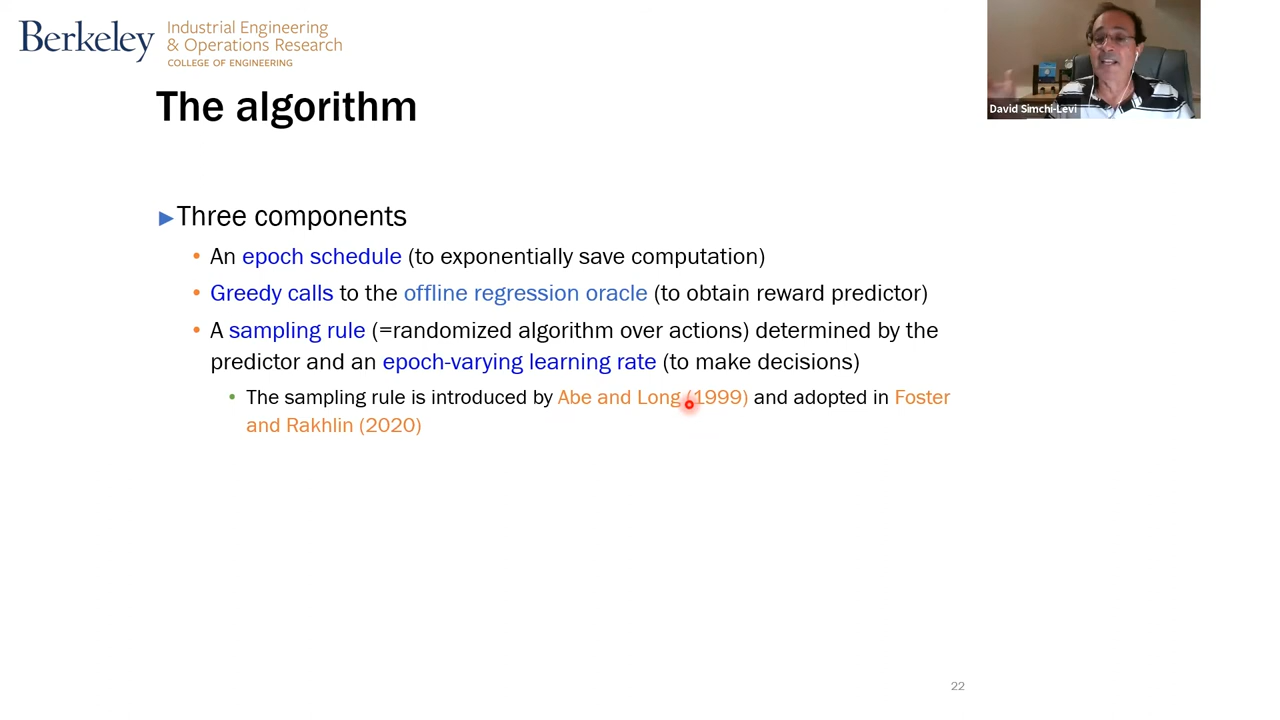 Berkeley
Industrial Engineering
& Operations Research
COLLEGE OF ENGINEERING
David Simchi-Levi
The algorithm
►Three components
• An epoch schedule (to exponentially save computation)
• Greedy calls to the offline regression oracle (to obtain reward predictor)
• A sampling rule (=randomized algorithm over actions) determined by the
predictor and an epoch-varying learning rate (to make decisions)
• The sampling rule is introduced by Abe and Long (1999) and adopted in Foster
and Rakhlin (2020)
22